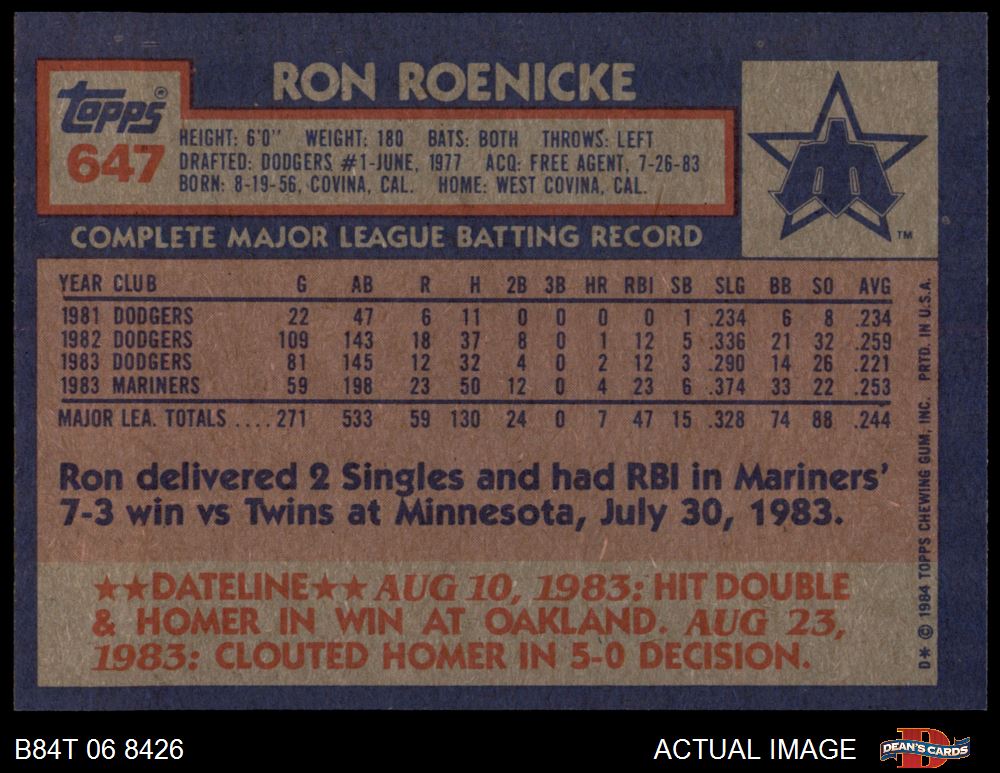 RON ROENICKE
Topps®
647
HEIGHT: 6'0" WEIGHT: 180 BATS: BOTH THROWS: LEFT
DRAFTED: DODGERS #1-JUNE, 1977 ACQ: FREE AGENT, 7-26-83
BORN: 8-19-56, COVINA, CAL. HOME: WEST COVINA, CAL.
TM
COMPLETE MAJOR LEAGUE BATTING RECORD
YEAR CLUB G AB R H 2B 3B HR RBI SB SLG BB SO AVG
1981 DODGERS 22 47 6 11 0 0 0 0 1 .234 6 8 .234
1982 DODGERS 109 143 18 37 8 0 1 12 5 .336 21 32 .259
1983 DODGERS 81 145 12 32 4 0 2 12 3 .290 14 26 .221
1983 MARINERS 59 198 23 50 12 0 4 23 6 .374 33 22 .253
MAJOR LEA. TOTALS ....271 533 59 130 24 0 7 47 15 .328 74 88 .244
Ron delivered 2 Singles and had RBI in Mariners'
7-3 win vs Twins at Minnesota, July 30, 1983.
★★DATELINE★★ AUG 10, 1983: HIT DOUBLE
& HOMER IN WIN AT OAKLAND. AUG 23,
1983: CLOUTED HOMER IN 5-0 DECISION.
D* © 1984 TOPPS CHEWING GUM, INC. PRTD. IN U.S.A.
B84T 06 8426
ACTUAL IMAGE
DEAN'S CARDS